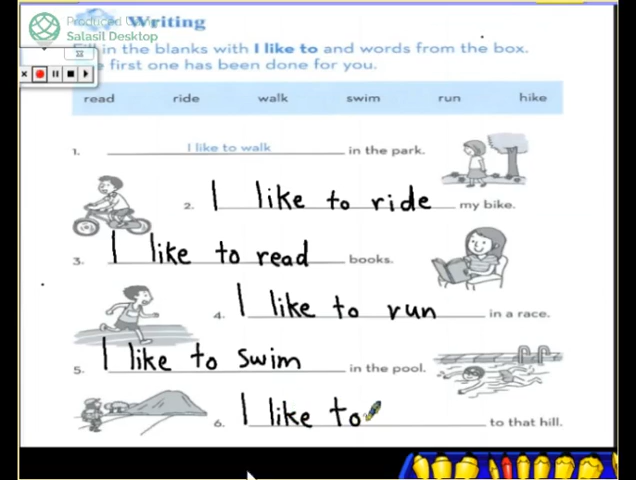 Writing
Salasil Desktop
in the blanks with I like to and words from the box.
first one has been done for you.
read ride walk swim run hike
1. I like to walk in the park.
2. I like to ride my bike.
3. I like to read books.
4. I like to run in a race.
5. I like to swim in the pool.
6. I like to to that hill.